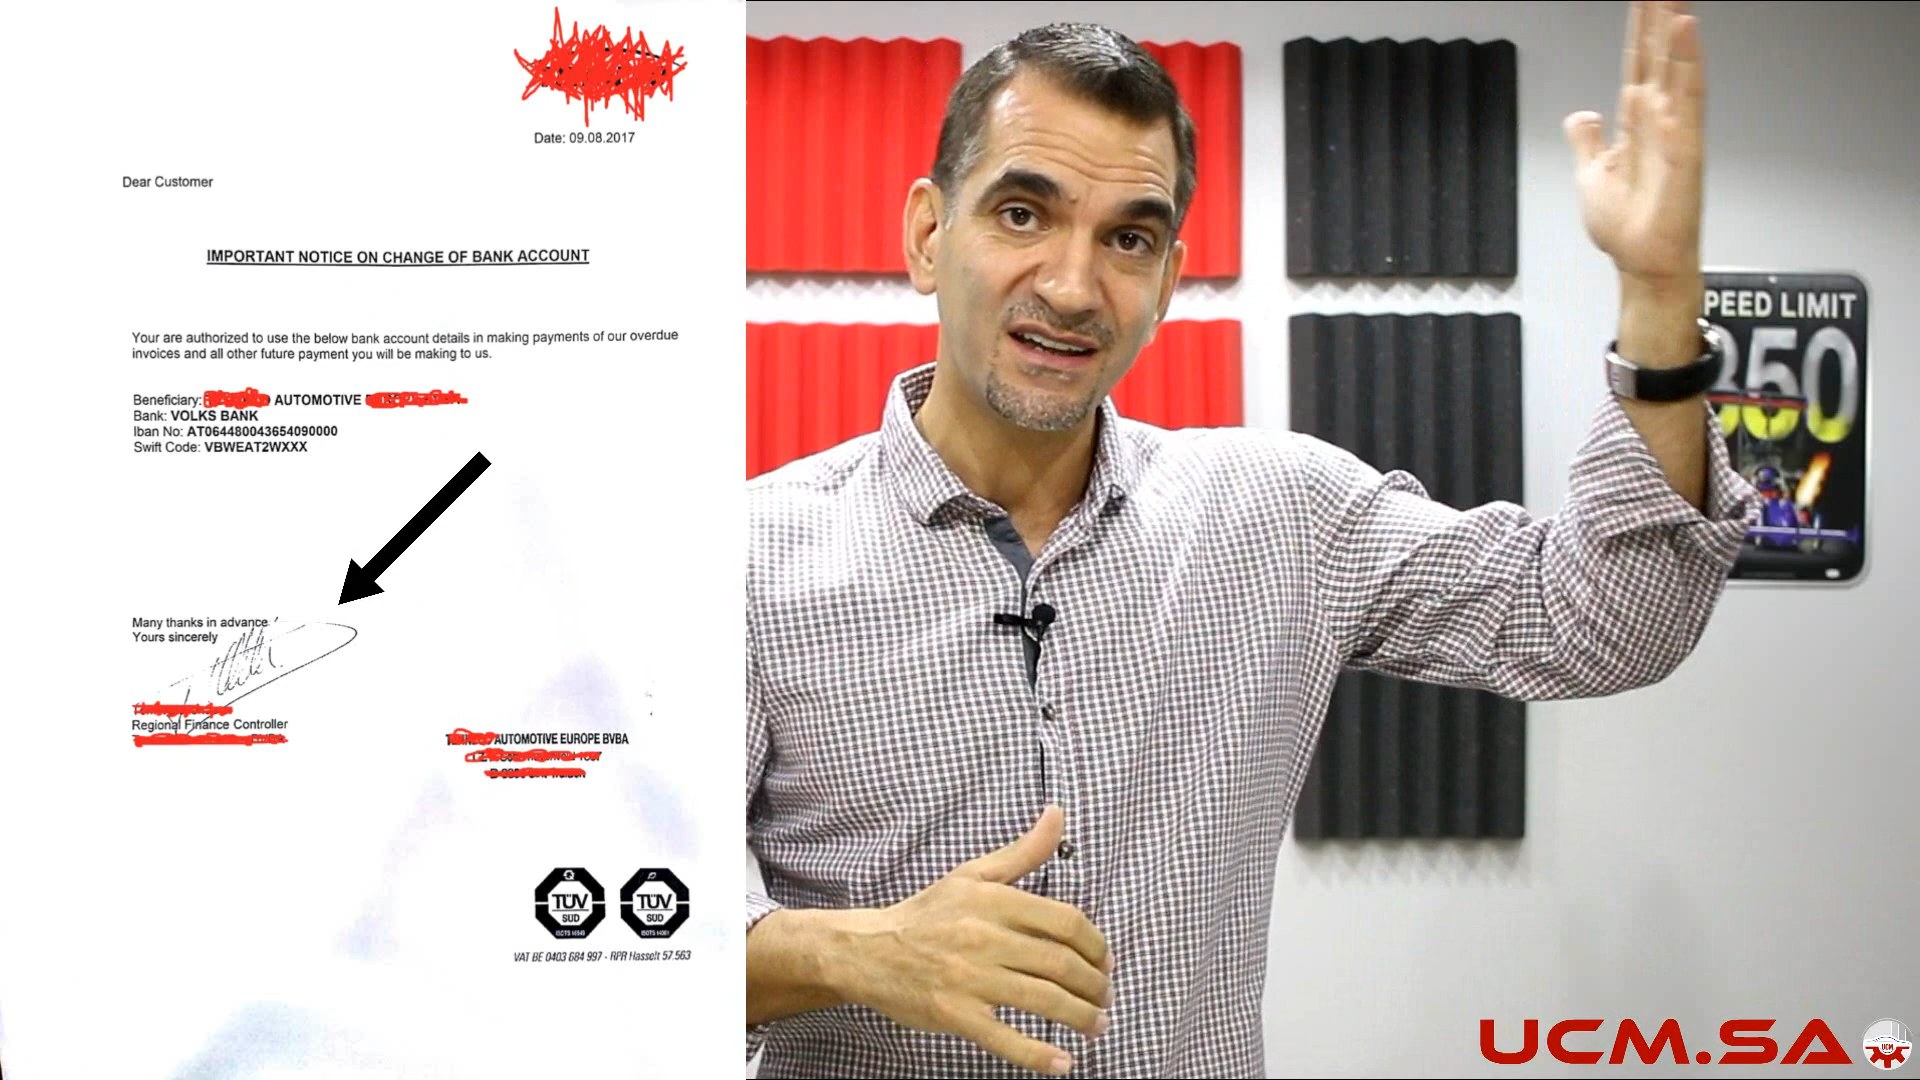 Date: 09.08.2017
Dear Customer
IMPORTANT NOTICE ON CHANGE OF BANK ACCOUNT
Your are authorized to use the below bank account details in making payments of our overdue
invoices and all other future payment you will be making to us.
Beneficiary: AUTOMOTIVE
Bank: VOLKS BANK
Iban No: AT064480043654090000
Swift Code: VBWEAT2WXXX
Many thanks in advance
Yours sincerely
Regional Finance Controller
AUTOMOTIVE EUROPE BVBA
TÜV
SÜD
TÜV
SÜD
VAT BE 0403 684 997 - RPR Hasselt 57.563
SPEED LIMIT
350
UCM.SA
UCM